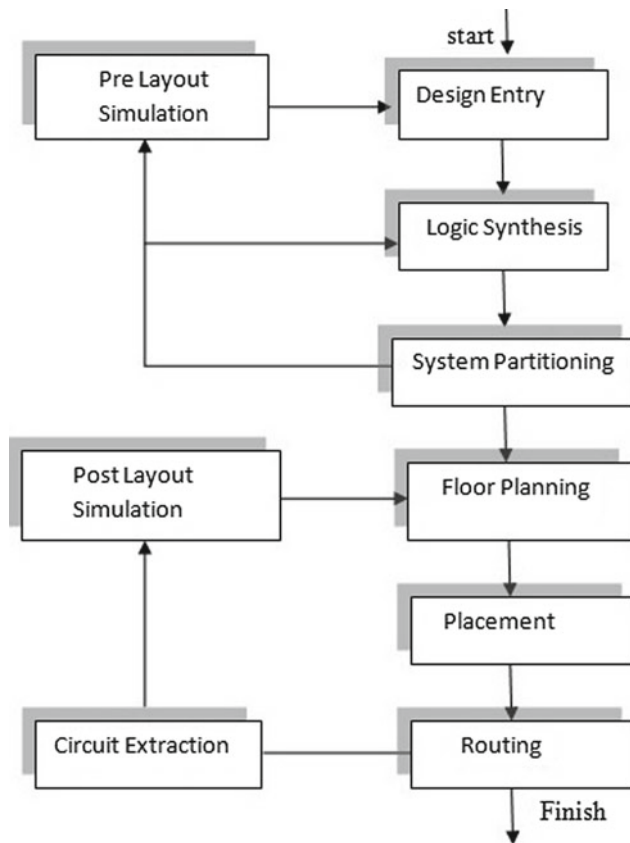 start
Pre Layout
Simulation
Design Entry
Logic Synthesis
System Partitioning
Post Layout
Simulation
Floor Planning
Placement
Circuit Extraction
Routing
Finish